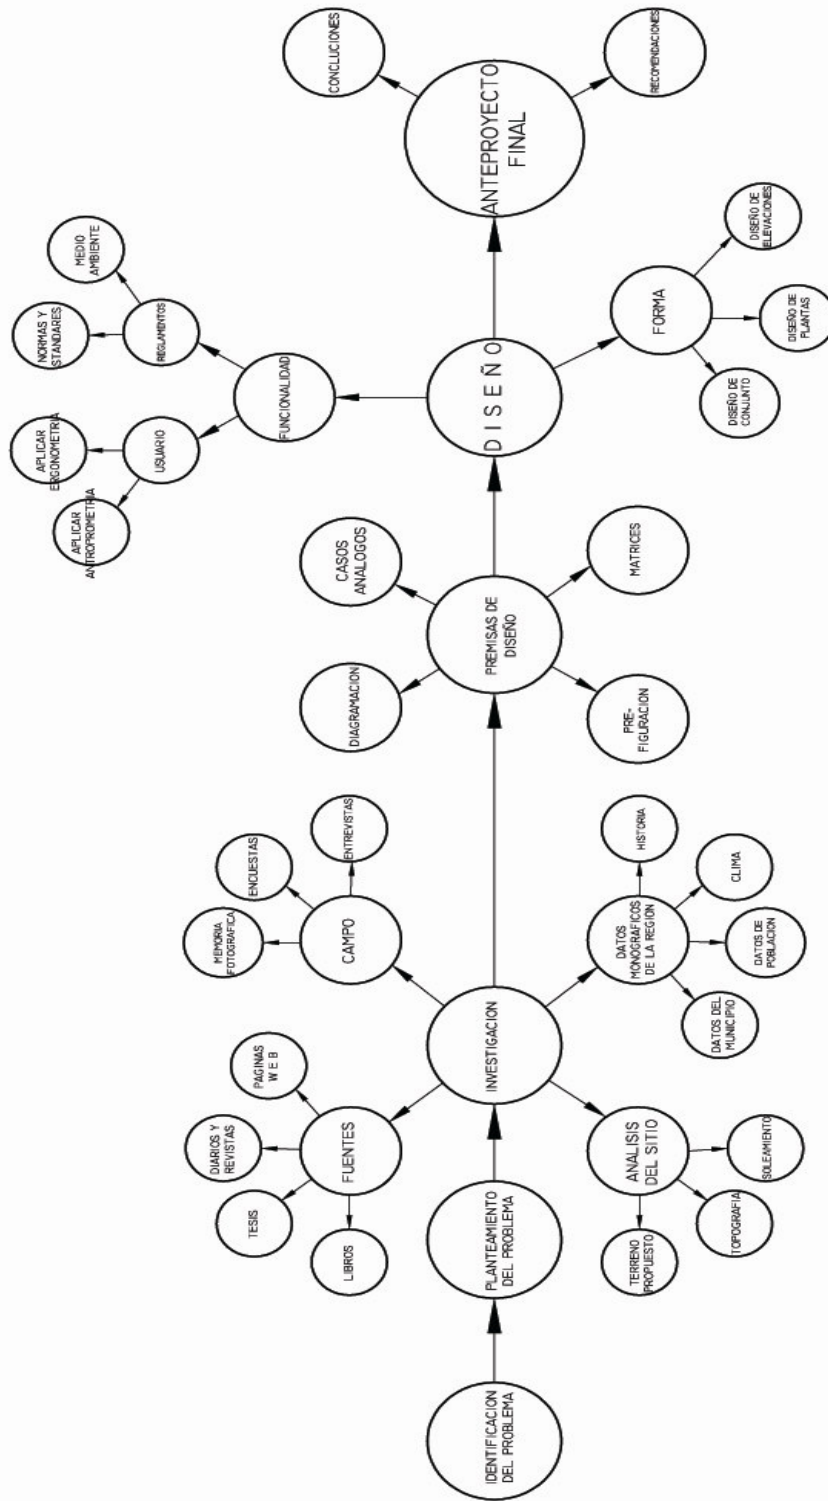 IDENTIFICACION
DEL PROBLEMA
PLANTEAMIENTO
DEL PROBLEMA
INVESTIGACION
FUENTES
LIBROS
TESIS
DIARIOS Y
REVISTAS
PAGINAS
W E B
CAMPO
MEMORIA
FOTOGRAFICA
ENCUESTAS
ENTREVISTAS
ANALISIS
DEL SITIO
TERRENO
PROPUESTO
TOPOGRAFIA
SOLEAMIENTO
DATOS
MONOGRAFICOS
DE LA REGION
DATOS DEL
MUNICIPIO
DATOS DE
POBLACION
CLIMA
HISTORIA
PREMISAS DE
DISEÑO
DIAGRAMACION
CASOS
ANALOGOS
PRE-
FIGURACION
MATRICES
D I S E Ñ O
FUNCIONALIDAD
USUARIO
APLICAR
ANTROPROMETRIA
APLICAR
ERGONOMETRIA
REGLAMENTOS
NORMAS Y
STANDARES
MEDIO
AMBIENTE
FORMA
DISEÑO DE
CONJUNTO
DISEÑO DE
PLANTAS
DISEÑO DE
ELEVACIONES
ANTEPROYECTO
FINAL
CONCLUCIONES
RECOMENDACIONES